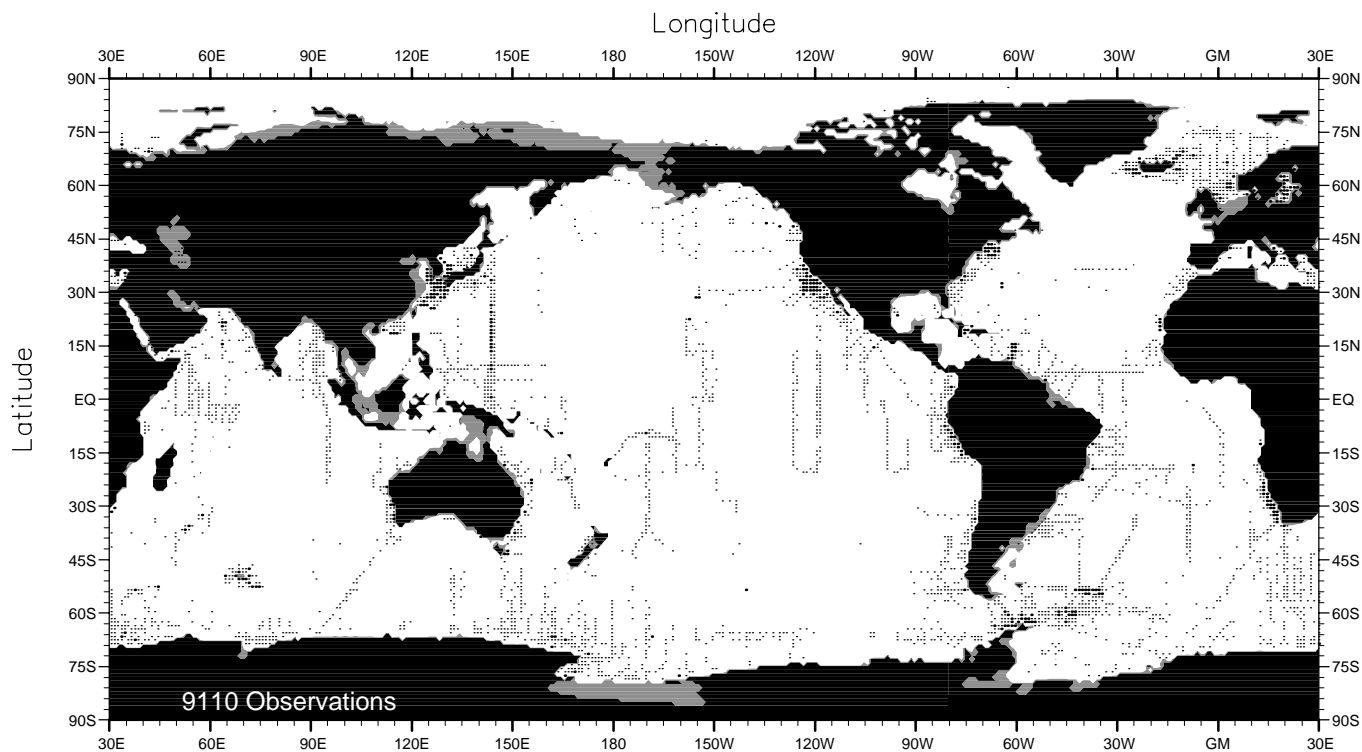 Longitude
30E 60E 90E 120E 150E 180 150W 120W 90W 60W 30W GM 30E
90N 90N
75N 75N
60N 60N
45N 45N
30N 30N
15N 15N
Latitude
EQ EQ
15S 15S
30S 30S
45S 45S
60S 60S
75S 75S
9110 Observations
90S 90S
30E 60E 90E 120E 150E 180 150W 120W 90W 60W 30W GM 30E